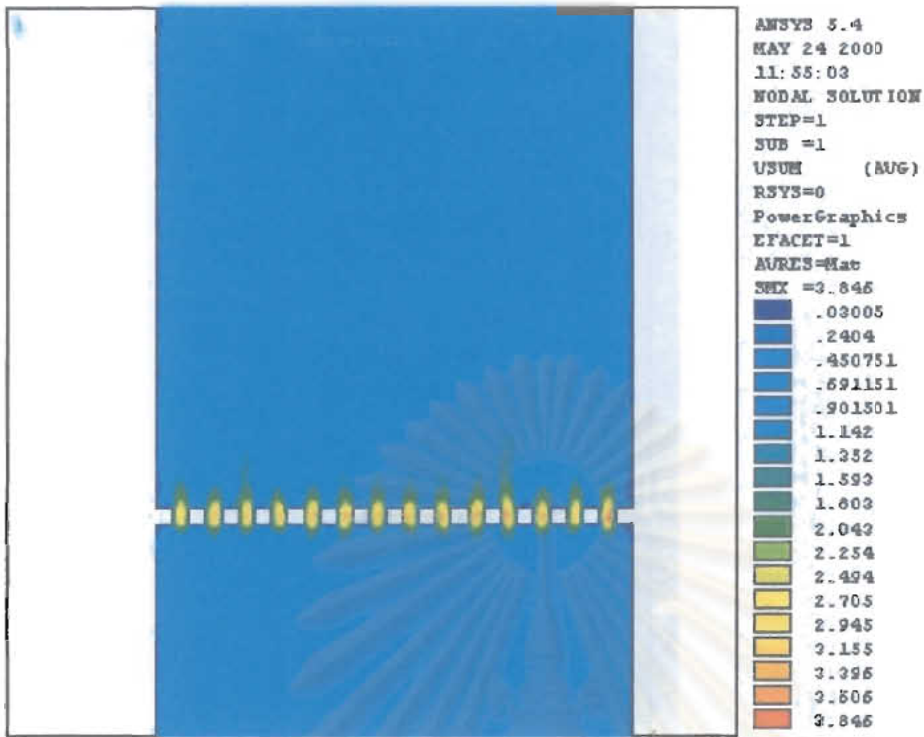 ANSYS 5.4
MAY 24 2000
11:55:03
NODAL SOLUTION
STEP=1
SUB =1
USUM (AVG)
RSYS=0
PowerGraphics
EFACET=1
AVRES=Mat
SMX =3.846
.03005
.2404
.450751
.691151
.901501
1.142
1.352
1.593
1.803
2.043
2.254
2.494
2.705
2.945
3.155
3.396
3.606
3.846